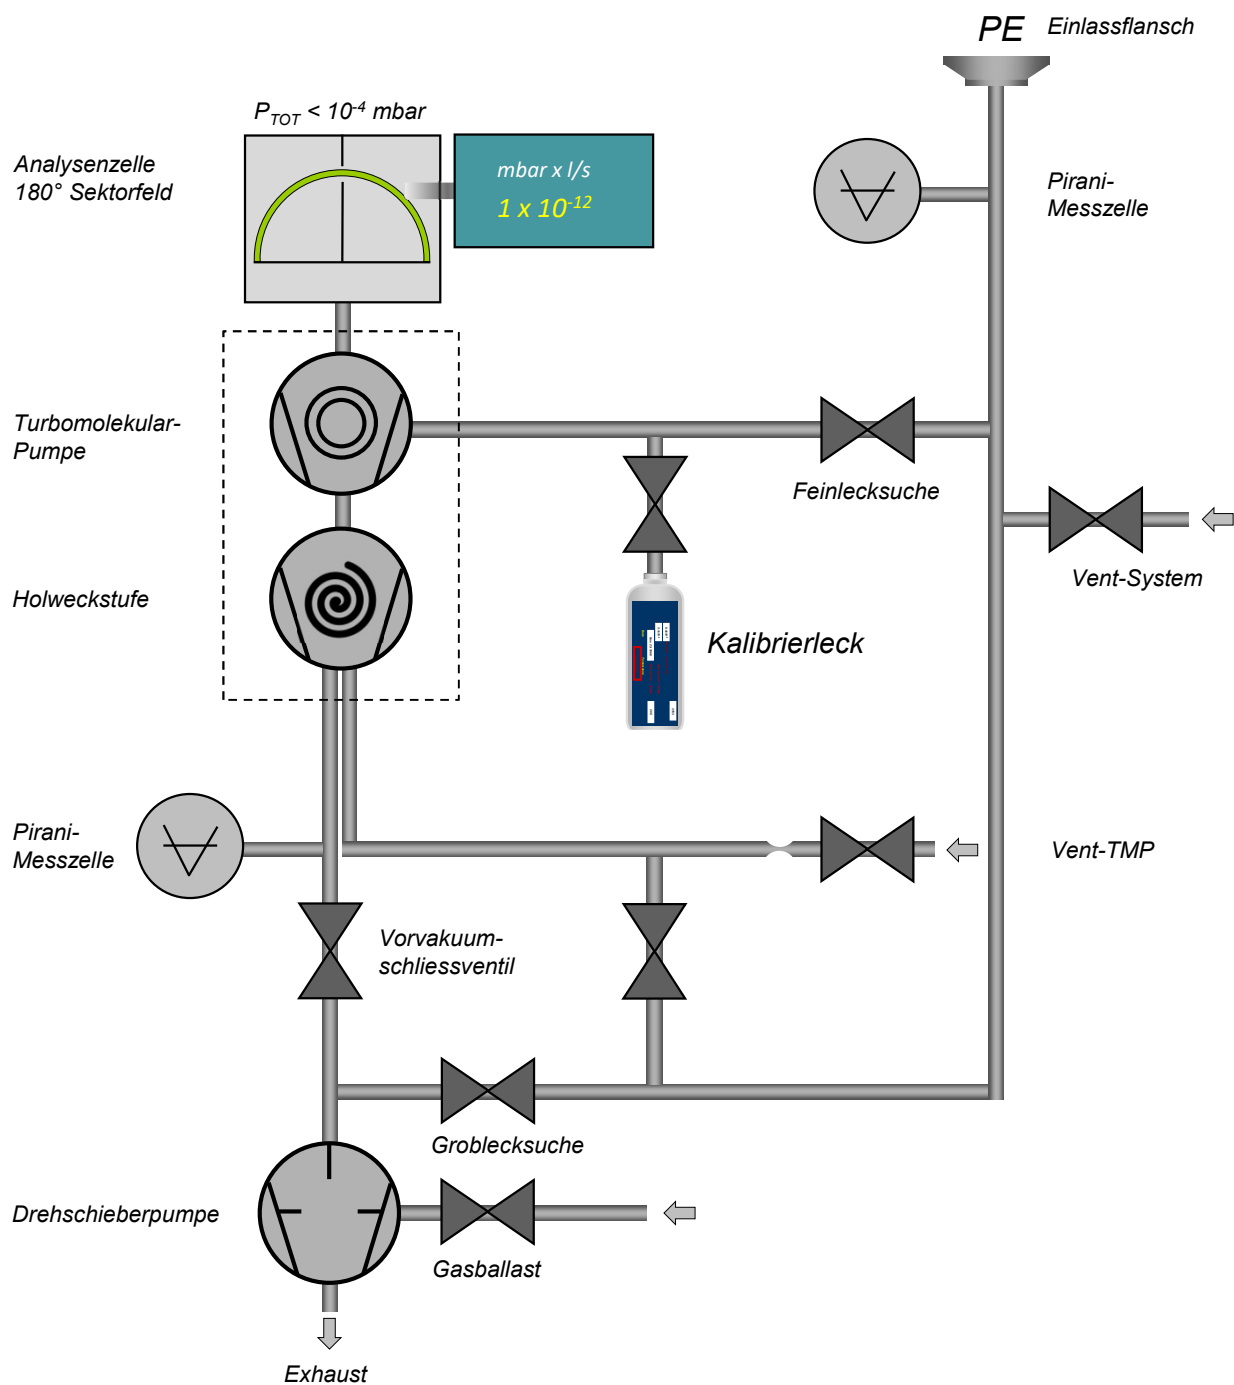 PE Einlassflansch
P_TOT < 10^-4 mbar
Analysenzelle
180° Sektorfeld
mbar x l/s
1 x 10^-12
Pirani-
Messzelle
Turbomolekular-
Pumpe
Feinlecksuche
Vent-System
Holweckstufe
Kalibrierleck
Pirani-
Messzelle
Vent-TMP
Vorvakuum-
schliessventil
Groblecksuche
Drehschieberpumpe
Gasballast
Exhaust